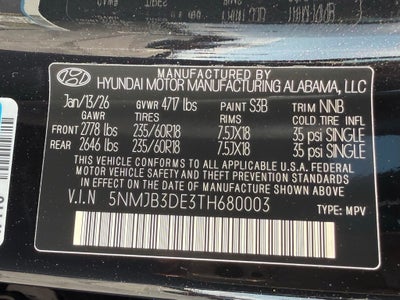 MANUFACTURED BY
HYUNDAI MOTOR MANUFACTURING ALABAMA, LLC
Jan/13/26 GVWR 4717 lbs PAINT S3B TRIM NNB
GAWR TIRES RIMS COLD TIRE INFL
FRONT 2778 lbs 235/60R18 7.5JX18 35 psi SINGLE
REAR 2646 lbs 235/60R18 7.5JX18 35 psi SINGLE
THIS VEHICLE CONFORMS TO ALL APPLICABLE U.S.A. FEDERAL
MOTOR VEHICLE SAFETY, BUMPER,
AND THEFT PREVENTION STANDARDS IN EFFECT ON THE DATE OF
MANUFACTURE SHOWN ABOVE.
V.I.N 5NMJB3DE3TH680003
TYPE: MPV